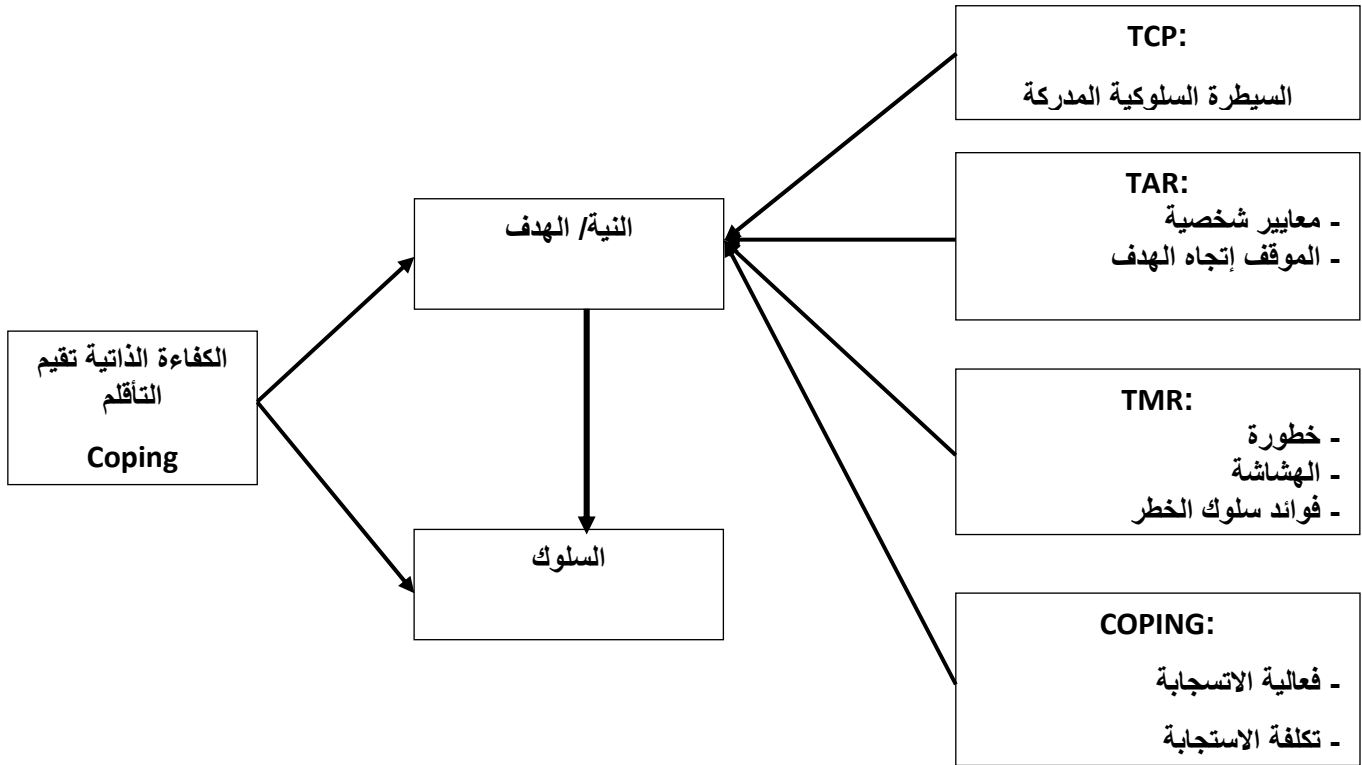 TCP:
السيطرة السلوكية المدركة
TAR:
- معايير شخصية
- الموقف إتجاه الهدف
النية/ الهدف
الكفاءة الذاتية تقيم
التأقلم
Coping
TMR:
- خطورة
- الهشاشة
- فوائد سلوك الخطر
السلوك
COPING:
- فعالية الاتسجابة
- تكلفة الاستجابة